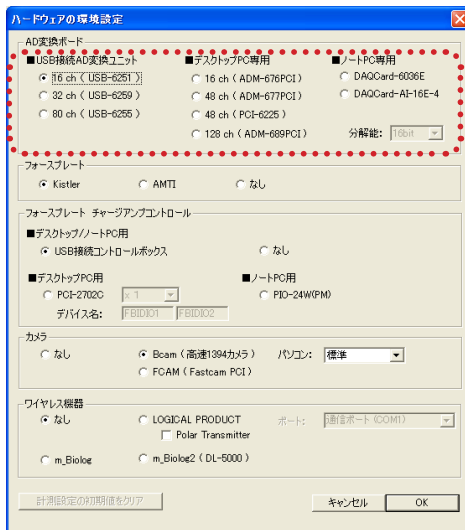 ハードウェアの環境設定
AD変換ボード
■USB接続AD変換ユニット ■デスクトップPC専用 ■ノートPC専用
16 ch ( USB-6251 ) 16 ch ( ADM-676PCI) DAQCard-6036E
32 ch ( USB-6259 ) 48 ch ( ADM-677PCI) DAQCard-AI-16E-4
80 ch ( USB-6255 ) 48 ch ( PCI-6225 )
128 ch ( ADM-689PCI) 分解能: 16bit
フォースプレート
Kistler AMTI なし
フォースプレート チャージアンプコントロール
■デスクトップ/ノートPC用
USB接続コントロールボックス なし
■デスクトップPC用 ■ノートPC用
PCI-2702C x 1 PIO-24W(PM)
デバイス名: FBIDIO1 FBIDIO2
カメラ
なし Bcam ( 高速1394カメラ ) パソコン: 標準
FCAM ( Fastcam PCI )
ワイヤレス機器
なし LOGICAL PRODUCT ポート: 通信ポート (COM1)
Polar Transmitter
m_Biolog m_Biolog2 ( DL-5000 )
計測設定の初期値をクリア キャンセル OK